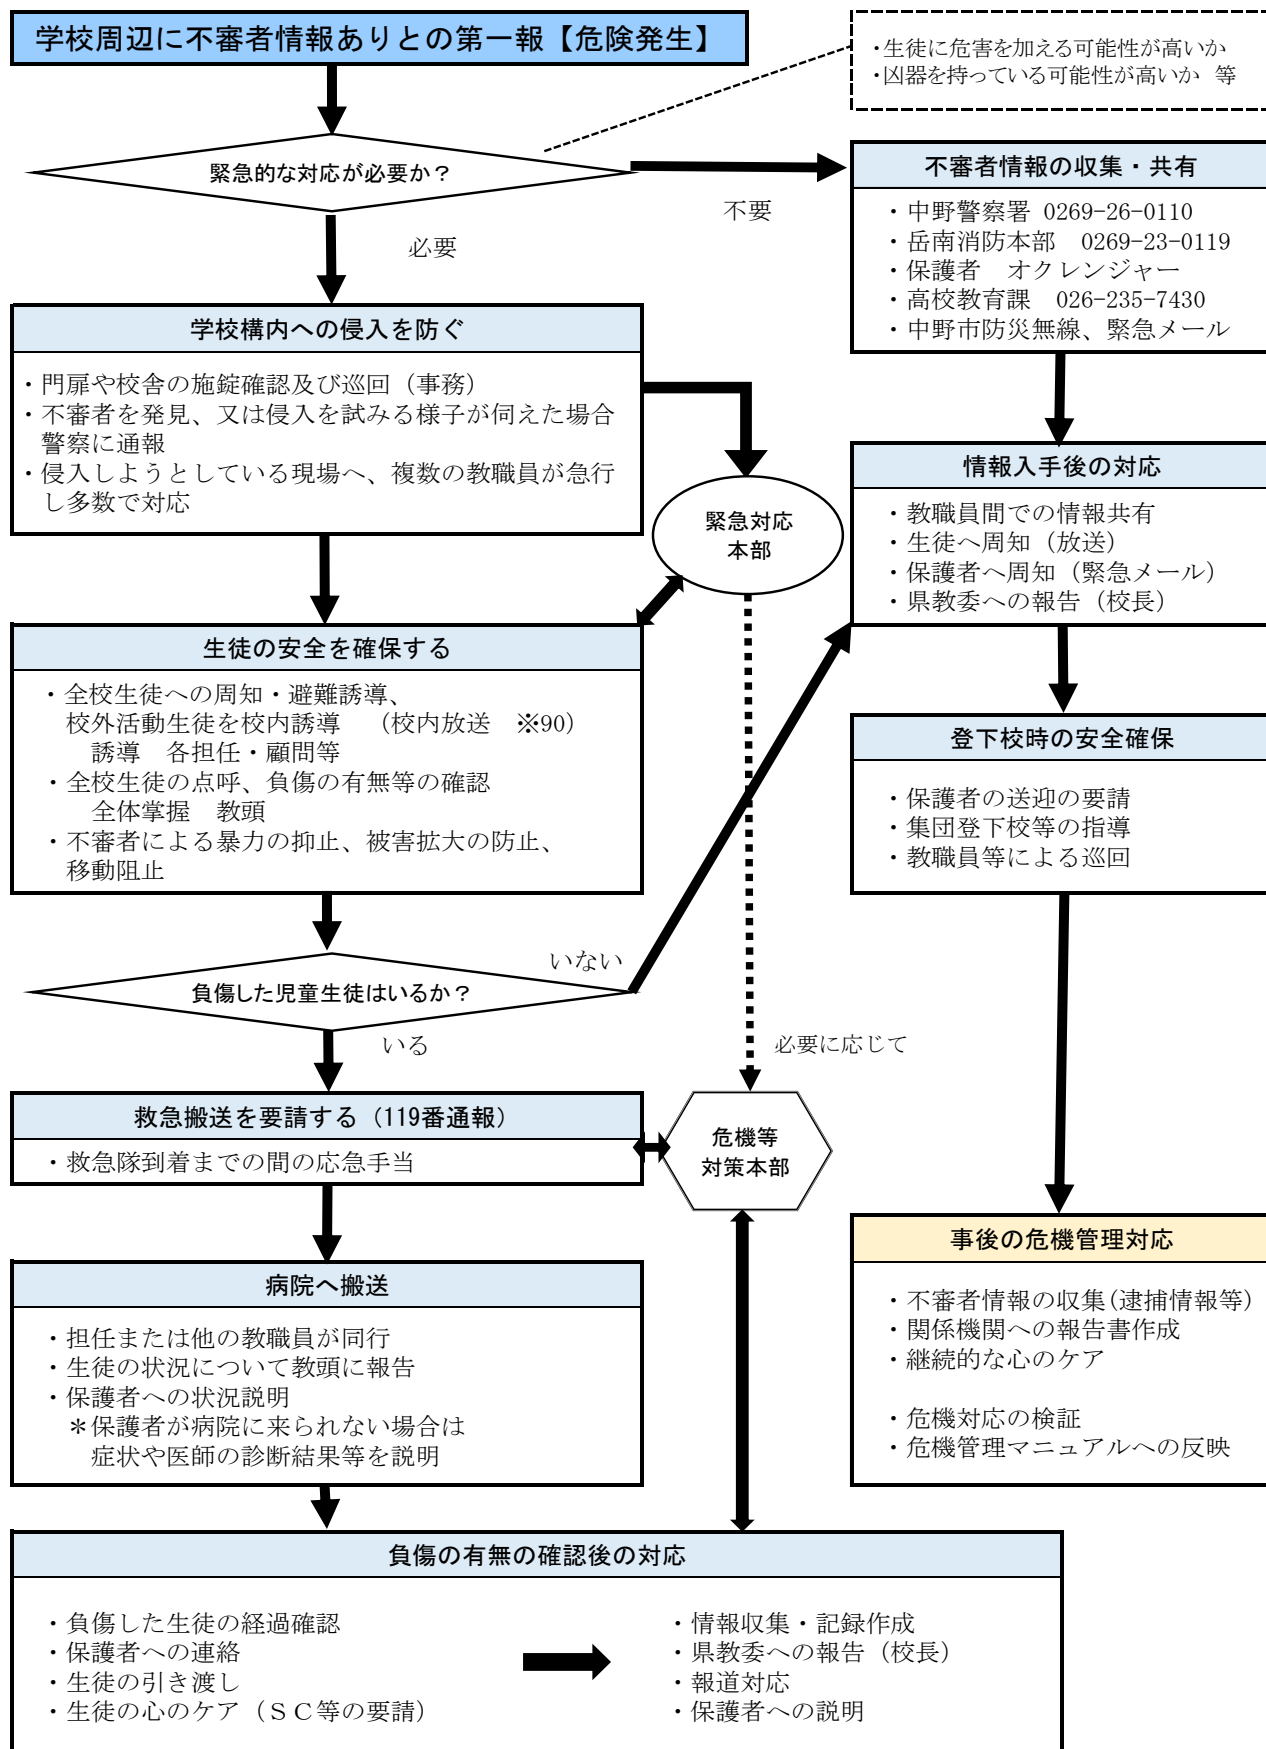 学校周辺に不審者情報ありとの第一報【危険発生】
・生徒に危害を加える可能性が高いか
・凶器を持っている可能性が高いか 等
緊急的な対応が必要か？
不要
必要
不審者情報の収集・共有
・中野警察署 0269-26-0110
・岳南消防本部　0269-23-0119
・保護者　オクレンジャー
・高校教育課　026-235-7430
・中野市防災無線、緊急メール
学校構内への侵入を防ぐ
・門扉や校舎の施錠確認及び巡回（事務）
・不審者を発見、又は侵入を試みる様子が伺えた場合
警察に通報
・侵入しようとしている現場へ、複数の教職員が急行
し多数で対応
緊急対応
本部
情報入手後の対応
・教職員間での情報共有
・生徒へ周知（放送）
・保護者へ周知（緊急メール）
・県教委への報告（校長）
生徒の安全を確保する
・全校生徒への周知・避難誘導、
校外活動生徒を校内誘導　（校内放送　※90）
誘導　各担任・顧問等
・全校生徒の点呼、負傷の有無等の確認
全体掌握　教頭
・不審者による暴力の抑止、被害拡大の防止、
移動阻止
登下校時の安全確保
・保護者の送迎の要請
・集団登下校等の指導
・教職員等による巡回
負傷した児童生徒はいるか？
いない
いる
必要に応じて
救急搬送を要請する（119番通報）
・救急隊到着までの間の応急手当
危機等
対策本部
病院へ搬送
・担任または他の教職員が同行
・生徒の状況について教頭に報告
・保護者への状況説明
＊保護者が病院に来られない場合は
症状や医師の診断結果等を説明
事後の危機管理対応
・不審者情報の収集(逮捕情報等)
・関係機関への報告書作成
・継続的な心のケア
・危機対応の検証
・危機管理マニュアルへの反映
負傷の有無の確認後の対応
・負傷した生徒の経過確認
・保護者への連絡
・生徒の引き渡し
・生徒の心のケア（ＳＣ等の要請）
・情報収集・記録作成
・県教委への報告（校長）
・報道対応
・保護者への説明